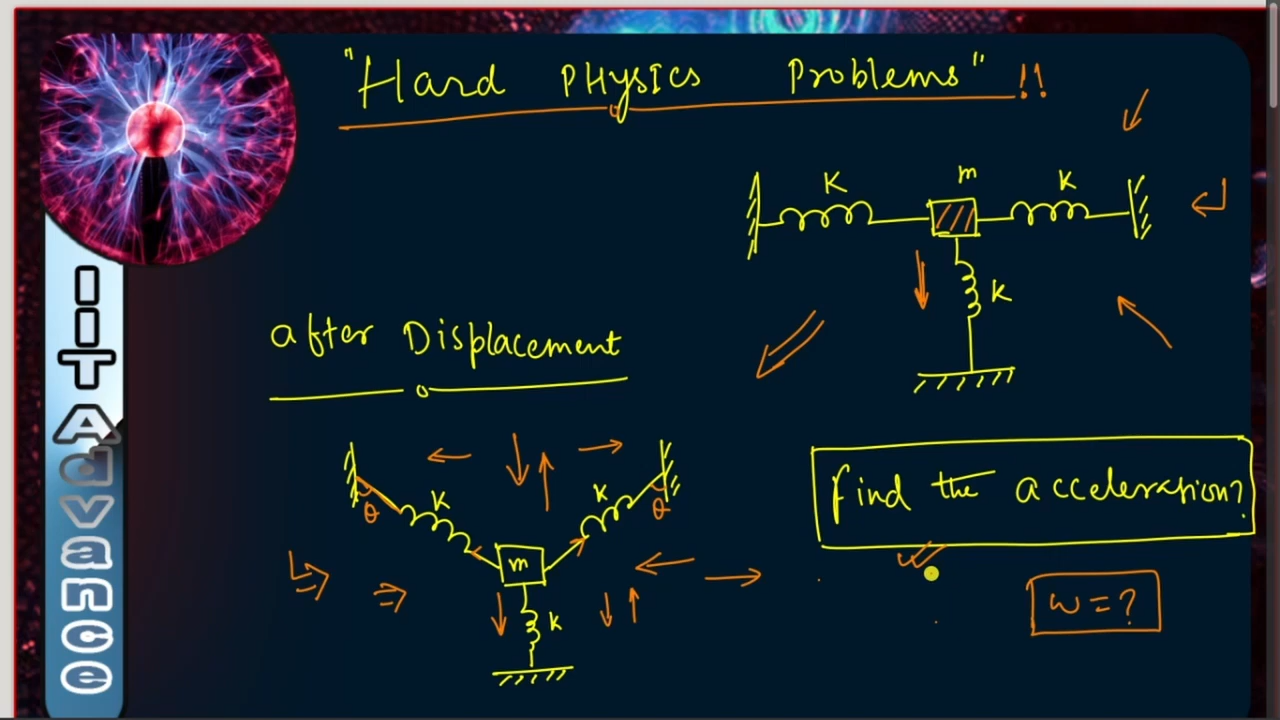 "Hard PHysics Problems" !!
K m K
K
after Displacement
K K
θ θ
m
K
find the acceleration?
w = ?
IIT Advance